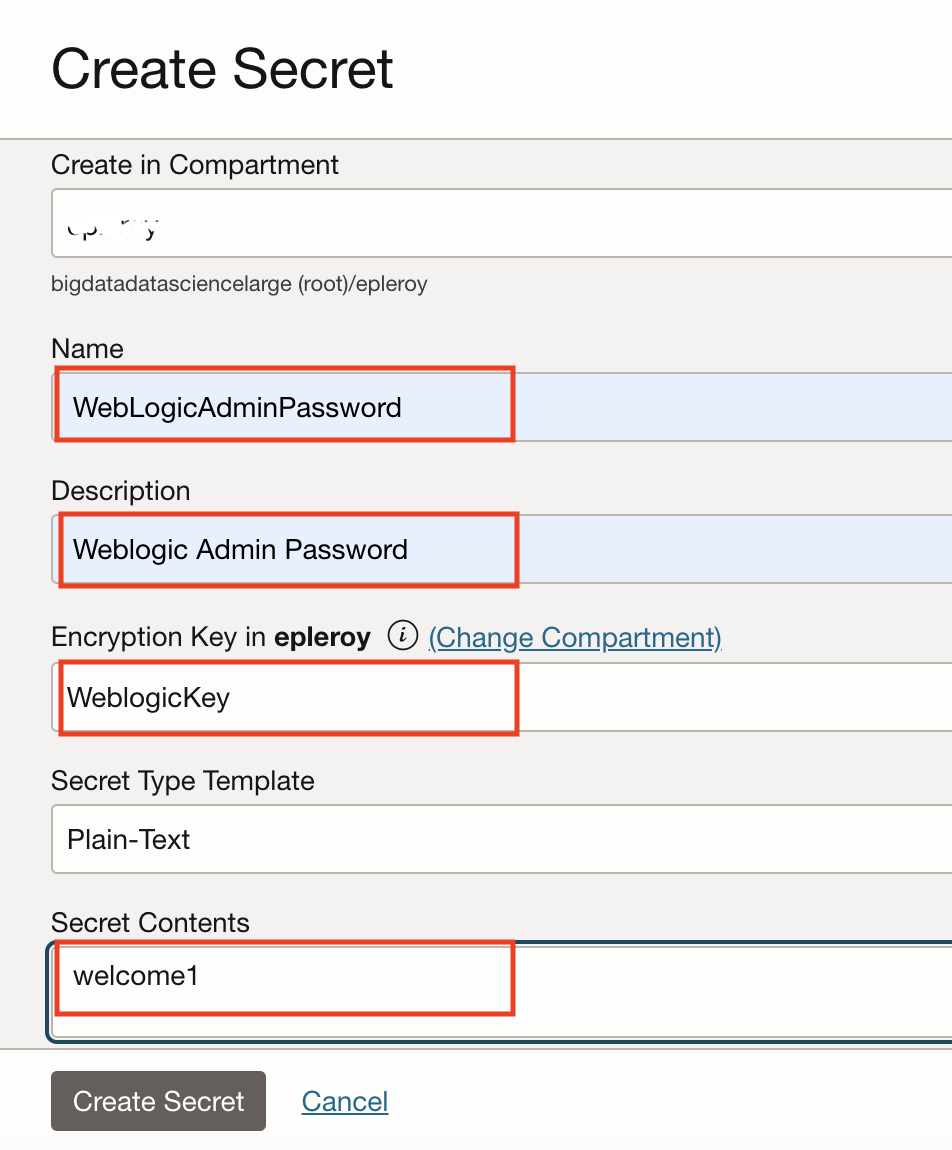 Create Secret
Create in Compartment
bigdatadatasciencelarge (root)/epleroy
Name
WebLogicAdminPassword
Description
Weblogic Admin Password
Encryption Key in epleroy i (Change Compartment)
WeblogicKey
Secret Type Template
Plain-Text
Secret Contents
welcome1
Create Secret Cancel